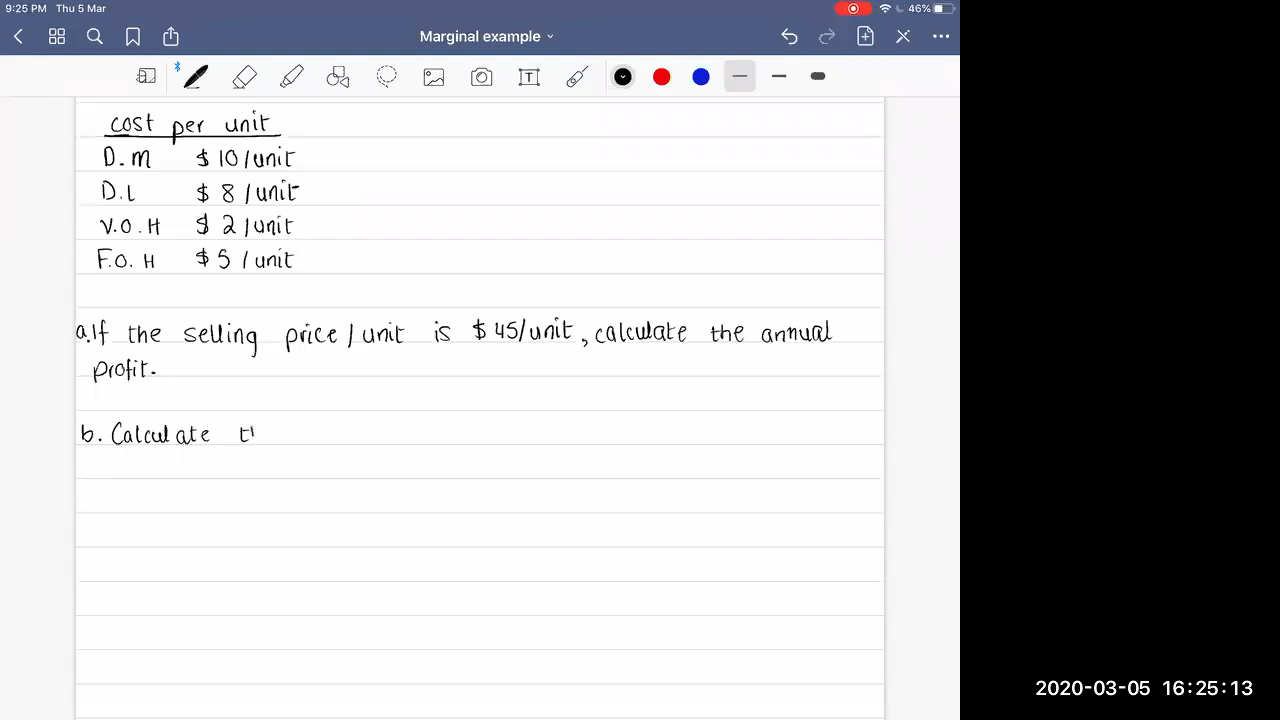 9:25 PM Thu 5 Mar
46%
Marginal example
T
cost per unit
D.M $10/unit
D.L $ 8/unit
V.O.H $ 2/unit
F.O.H $ 5/unit
a. If the selling price/unit is $45/unit, calculate the annual
profit.
b. Calculate th
2020-03-05 16:25:13